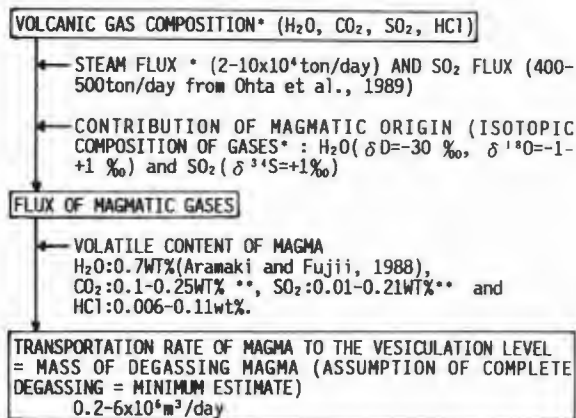 VOLCANIC GAS COMPOSITION* (H₂O, CO₂, SO₂, HCl)
STEAM FLUX * (2-10x10⁴ton/day) AND SO₂ FLUX (400-
500ton/day from Ohta et al., 1989)
CONTRIBUTION OF MAGMATIC ORIGIN (ISOTOPIC
COMPOSITION OF GASES* : H₂O(δD=-30 ‰, δ¹⁸O=-1-
+1 ‰) and SO₂(δ³⁴S=+1‰)
FLUX OF MAGMATIC GASES
VOLATILE CONTENT OF MAGMA
H₂O:0.7WT%(Aramaki and Fujii, 1988),
CO₂:0.1-0.25WT% **, SO₂:0.01-0.21WT%** and
HCl:0.006-0.11wt%.
TRANSPORTATION RATE OF MAGMA TO THE VESICULATION LEVEL
= MASS OF DEGASSING MAGMA (ASSUMPTION OF COMPLETE
DEGASSING = MINIMUM ESTIMATE)
0.2-6x10⁶m³/day